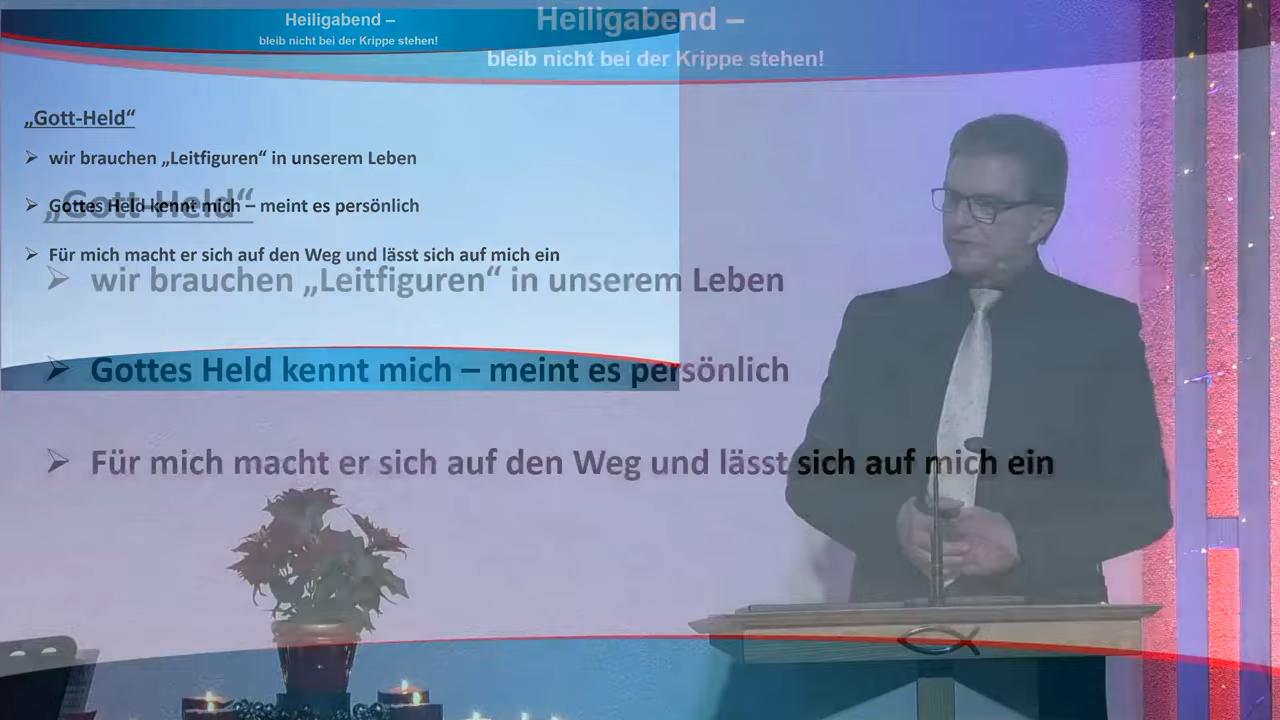 Heiligabend –
bleib nicht bei der Krippe stehen!
„Gott-Held“
➢ wir brauchen „Leitfiguren“ in unserem Leben
➢ Gottes Held kennt mich – meint es persönlich
➢ Für mich macht er sich auf den Weg und lässt sich auf mich ein
Heiligabend –
bleib nicht bei der Krippe stehen!
„Gott-Held“
➢ wir brauchen „Leitfiguren“ in unserem Leben
➢ Gottes Held kennt mich – meint es persönlich
➢ Für mich macht er sich auf den Weg und lässt sich auf mich ein